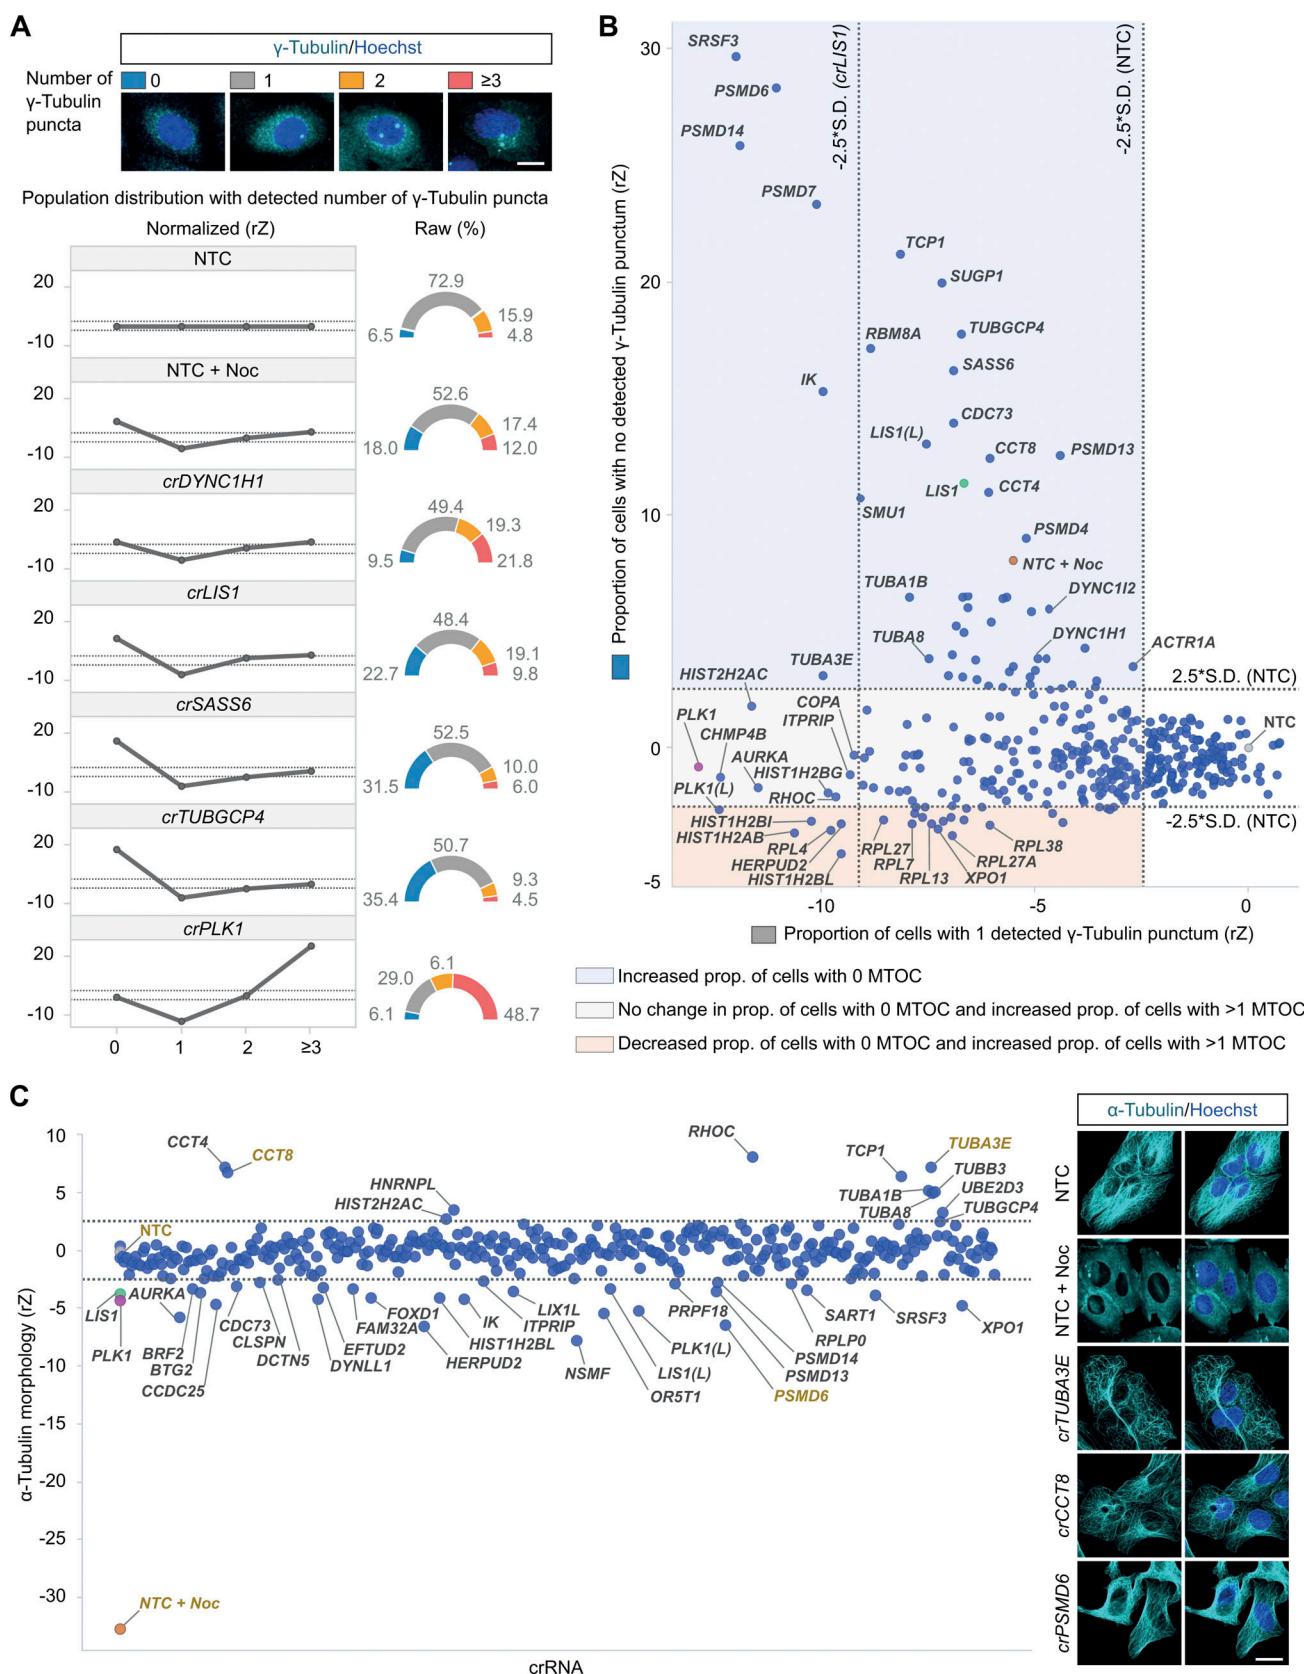 A
γ-Tubulin/Hoechst
Number of γ-Tubulin puncta
0
1
2
≥3
Population distribution with detected number of γ-Tubulin puncta
Normalized (rZ)
Raw (%)
NTC
20
-10
72.9
15.9
6.5
4.8
NTC + Noc
20
-10
52.6
17.4
18.0
12.0
crDYNC1H1
20
-10
49.4
19.3
9.5
21.8
crLIS1
20
-10
48.4
19.1
22.7
9.8
crSASS6
20
-10
52.5
10.0
31.5
6.0
crTUBGCP4
20
-10
50.7
9.3
35.4
4.5
crPLK1
20
-10
6.1
29.0
6.1
48.7
0
1
2
≥3
B
Proportion of cells with no detected γ-Tubulin punctum (rZ)
30
20
10
0
-5
-2.5*S.D. (crLIS1)
-2.5*S.D. (NTC)
SRSF3
PSMD6
PSMD14
PSMD7
TCP1
SUGP1
RBM8A
TUBGCP4
SASS6
IK
CDC73
LIS1(L)
CCT8
PSMD13
LIS1
CCT4
SMU1
PSMD4
NTC + Noc
TUBA1B
DYNC1I2
TUBA8
DYNC1H1
ACTR1A
TUBA3E
HIST2H2AC
2.5*S.D. (NTC)
PLK1
COPA
ITPRIP
NTC
CHMP4B
AURKA
HIST1H2BG
PLK1(L)
RHOC
-2.5*S.D. (NTC)
HIST1H2BI
HIST1H2AB
RPL4
RPL27
RPL38
HERPUD2
RPL7
RPL27A
HIST1H2BL
RPL13
XPO1
-10
-5
0
Proportion of cells with 1 detected γ-Tubulin punctum (rZ)
Increased prop. of cells with 0 MTOC
No change in prop. of cells with 0 MTOC and increased prop. of cells with >1 MTOC
Decreased prop. of cells with 0 MTOC and increased prop. of cells with >1 MTOC
C
α-Tubulin morphology (rZ)
10
5
0
-5
-10
-15
-20
-25
-30
CCT4
CCT8
RHOC
TCP1
TUBA3E
HNRNPL
HIST2H2AC
TUBB3
TUBA1B
UBE2D3
TUBA8
TUBGCP4
NTC
LIS1
AURKA
PLK1
BRF2
BTG2
CCDC25
CDC73
CLSPN
DCTN5
DYNLL1
EFTUD2
FAM32A
FOXD1
HERPUD2
HIST1H2BL
IK
ITPRIP
LIX1L
NSMF
OR5T1
LIS1(L)
PLK1(L)
PRPF18
PSMD6
PSMD13
PSMD14
RPLP0
SART1
SRSF3
XPO1
NTC + Noc
crRNA
α-Tubulin/Hoechst
NTC
NTC + Noc
crTUBA3E
crCCT8
crPSMD6